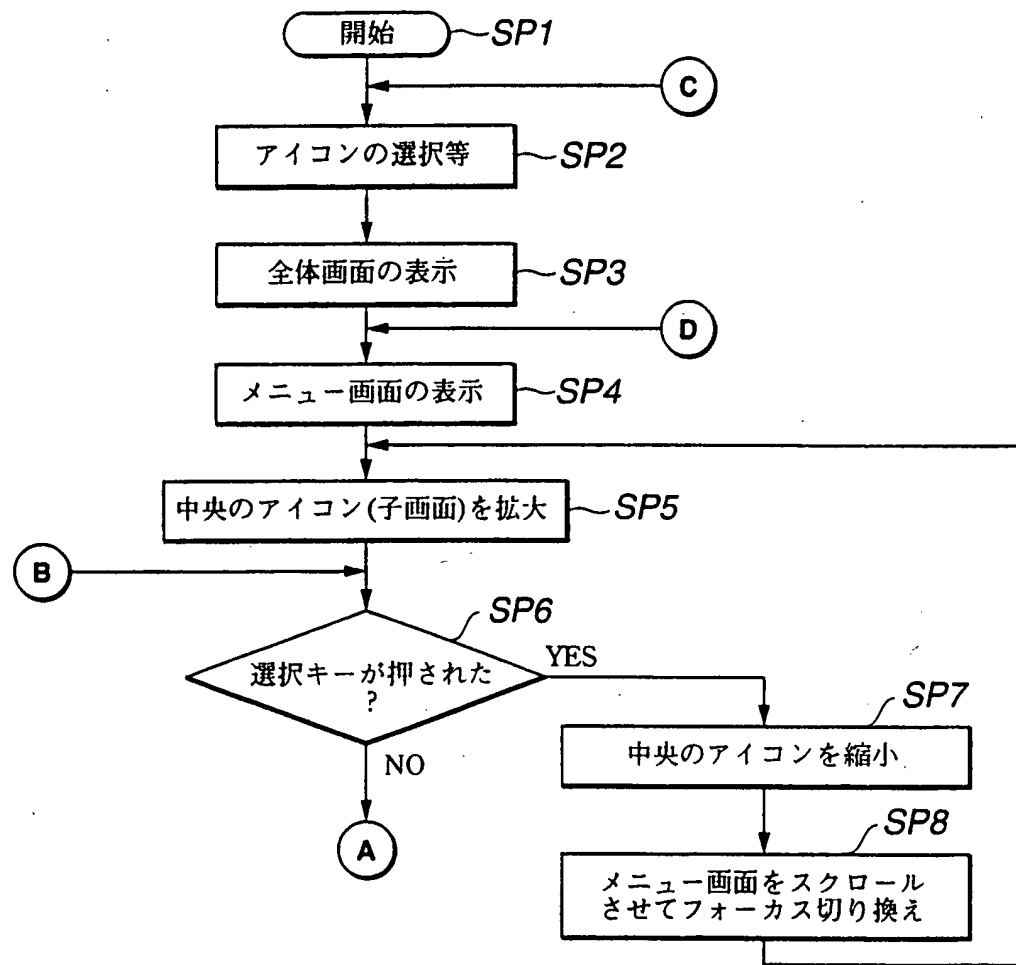 開始
SP1
C
アイコンの選択等
SP2
全体画面の表示
SP3
D
メニュー画面の表示
SP4
中央のアイコン(子画面)を拡大
SP5
B
SP6
選択キーが押された
?
YES
NO
A
SP7
中央のアイコンを縮小
SP8
メニュー画面をスクロール
させてフォーカス切り換え